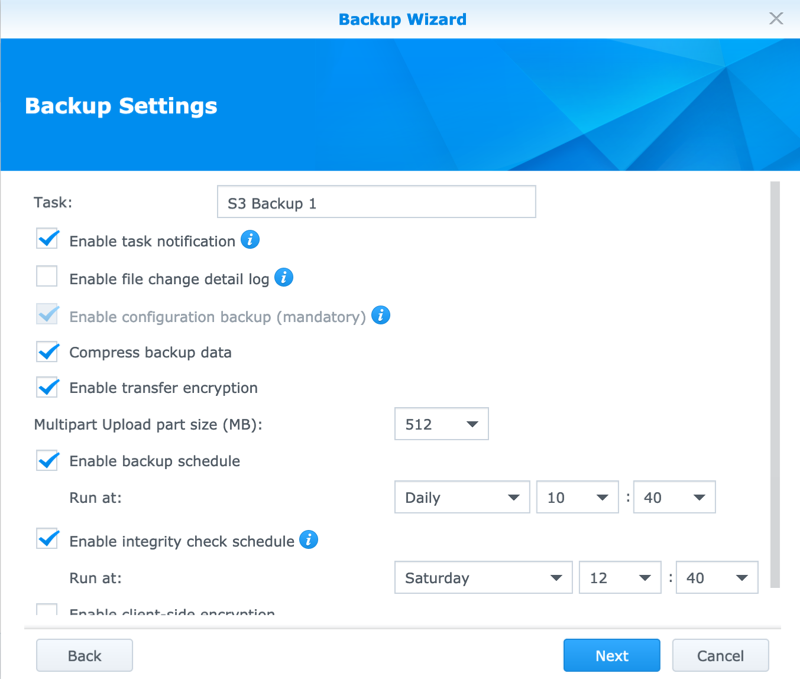 Backup Wizard
Backup Settings
Task: S3 Backup 1
Enable task notification
Enable file change detail log
Enable configuration backup (mandatory)
Compress backup data
Enable transfer encryption
Multipart Upload part size (MB): 512
Enable backup schedule
Run at: Daily 10 : 40
Enable integrity check schedule
Run at: Saturday 12 : 40
Enable client-side encryption
Back Next Cancel